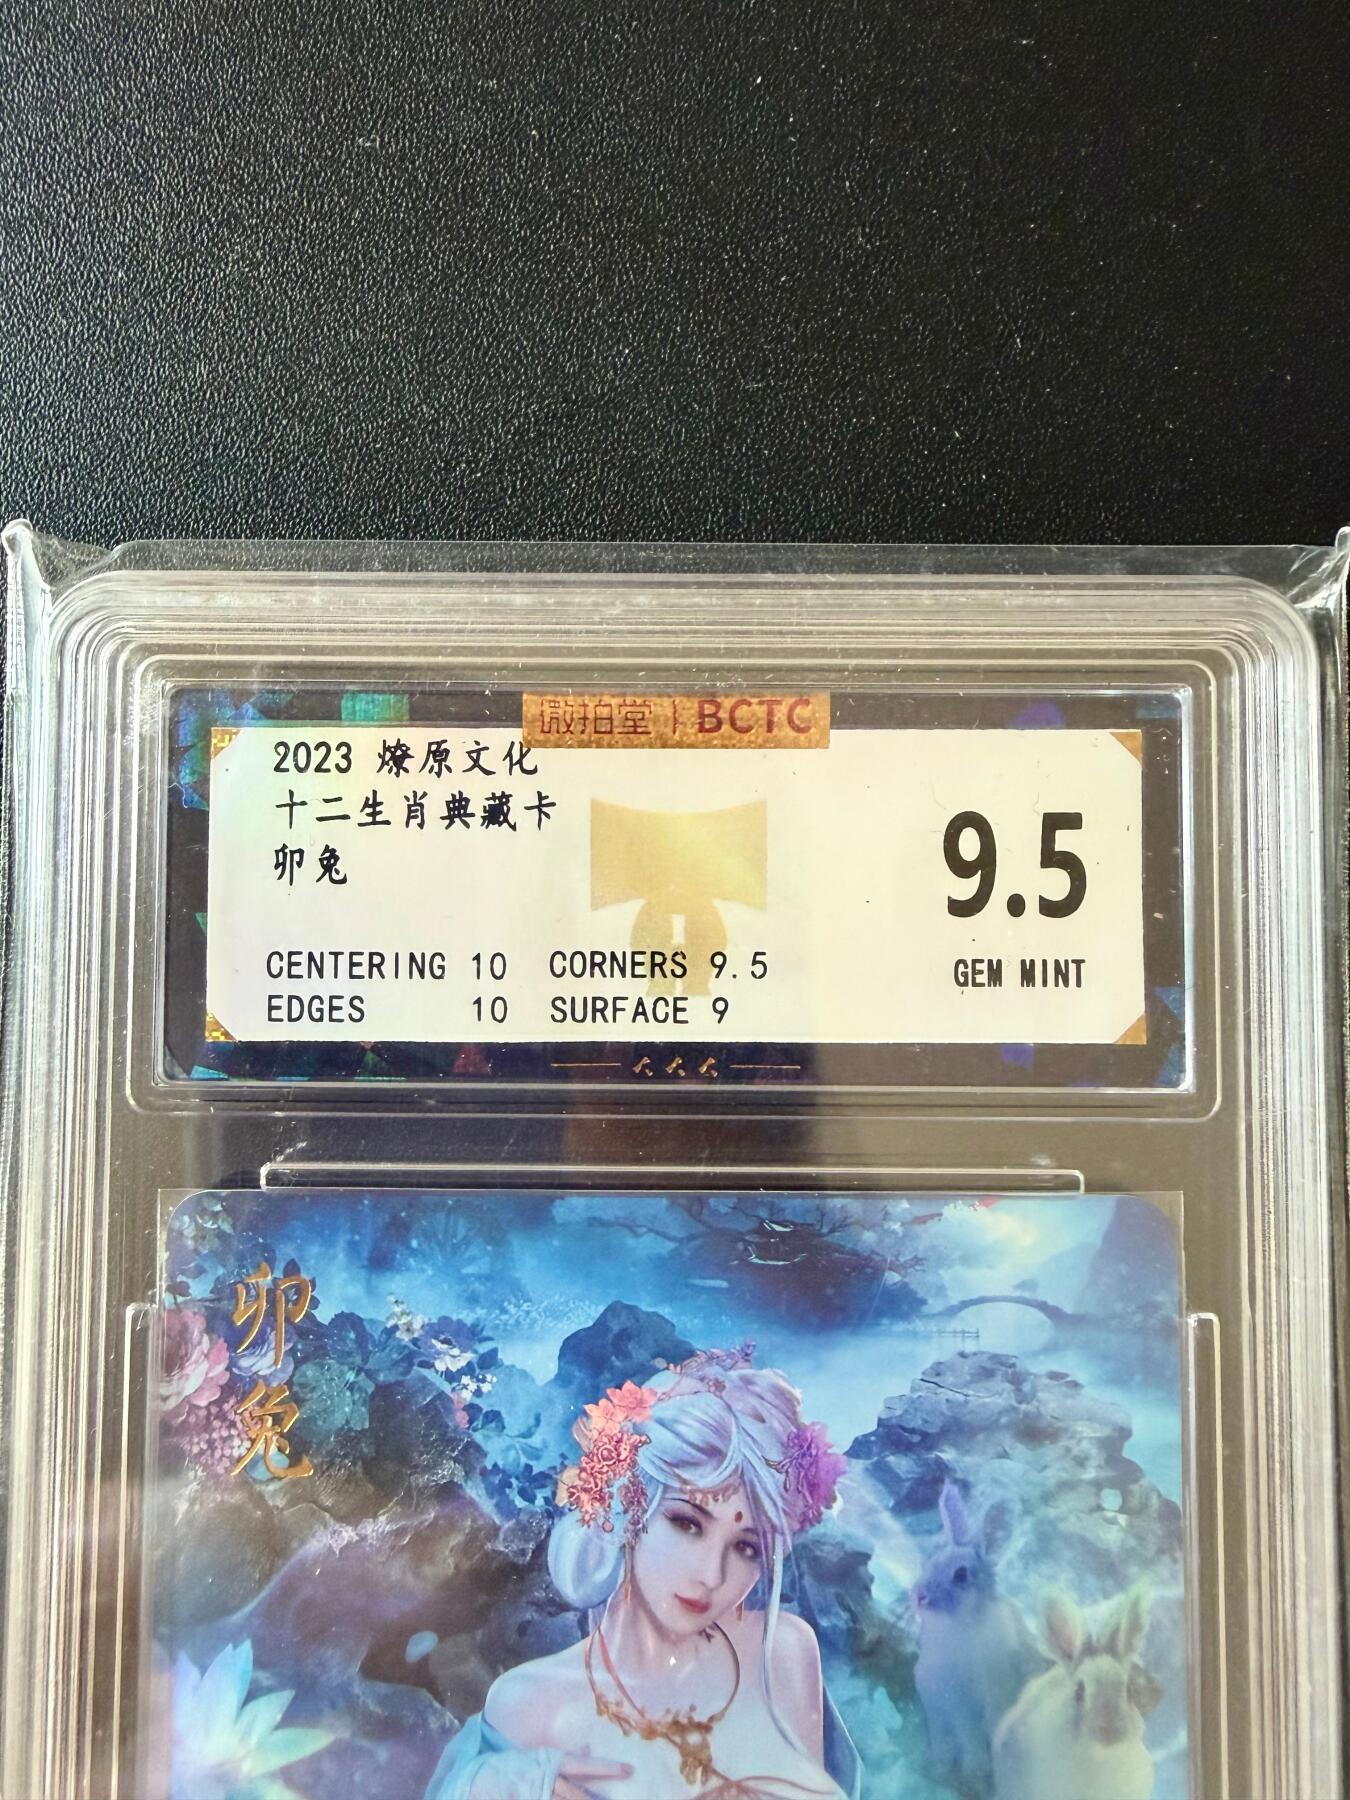 微拍堂 | BCTC
2023 燎原文化
十二生肖典藏卡
卯兔
9.5
GEM MINT
CENTERING 10 CORNERS 9.5
EDGES 10 SURFACE 9
卯兔